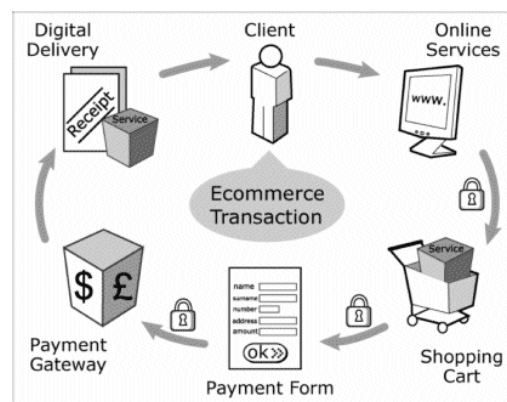 Digital
Delivery
Client
Online
Services
Receipt
Service
www.
Ecommerce
Transaction
Service
$ £
name
surname
number
address
amount
ok»
Payment
Gateway
Payment Form
Shopping
Cart